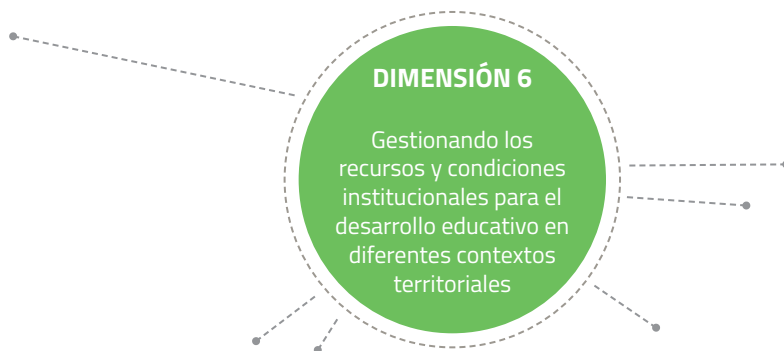 DIMENSIÓN 6
Gestionando los
recursos y condiciones
institucionales para el
desarrollo educativo en
diferentes contextos
territoriales